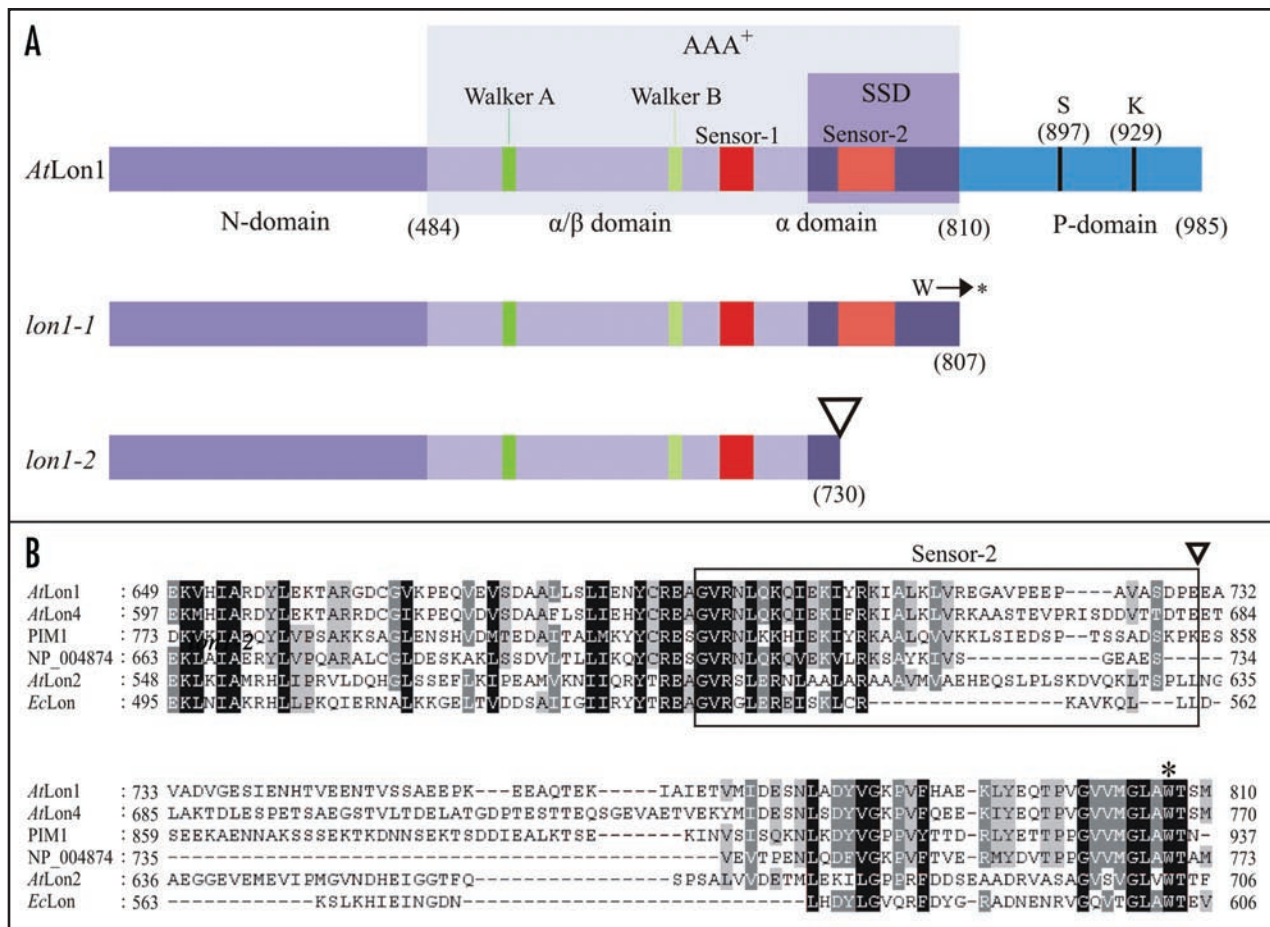 A
AAA+
SSD
Walker A
Walker B
Sensor-1
Sensor-2
S
(897)
K
(929)
AtLon1
N-domain
(484)
α/β domain
α domain
(810)
P-domain
(985)
W
*
lon1-1
(807)
lon1-2
(730)
B
Sensor-2
AtLon1 : 649 EKVHIARDYLEKTARGDCGVKPEQVEVSDAALLSLIENYCREAGVRNLQKQIEKIYRKIALKLVREGAVPEEP----AVASDPEEA 732
AtLon4 : 597 EKMHIARDYLEKTTRGDCGVKPEQVEVSDAAFLSLIENYCREAGVRNLQKQIEKIYRKIALKLVRKAASTEVPRISDDVTTDTEET 684
PIM1 : 773 QYLVPSAKKSAGLENSHVDMTEDAITALMKYYCREAGVRNLKKHIEKIYRKAALQVVKKLSIEDSP--TSSADSKPKES 858
NP_004874 : 663 EKLAIAERYLVPQARALCGLDESKAKLSSDVLTLLIKQYCRESGVRNLQKQVEKVLRKSAYKIVS------------GEAES----- 734
AtLon2 : 548 EKLKIAMRHLIPRVLDQHGLSSEFLKIPEAMVKNIIQRYTREAGVRSLERNLAALARAAAVMVAEHEQSLPLSKDVQKLTSPLLNG 635
EcLon : 495 EKLNIAKRHLLPKQIERNALKKGELTVDDSAIIGIIRYYTREAGVRGLEREISKLCR-----------------KAVKQL---LLD- 562
*
AtLon1 : 733 VADVGESIENHTVEENTVSSAEEPK---EEAQTEK-----IAIETVMIDESNLADYVGKPVFHAE-KLYEQTPVGVVMGLAWTSM 810
AtLon4 : 685 LAKTDLESPETSAEGSTVLTDELATGDPTESTTEQSGEVAETVEKYMIDESNLSDYVGKPVFQEE-KIYEQTPVGVVMGLAWTSM 770
PIM1 : 859 SEEKAENNAKSSSEKTKDNNSEKTSDDIEALKTSE-------KINVSISQKNLKDYVGPPVYTTD-RLYETTPPGVVMGLAWTN- 937
NP_004874 : 735 ----------------------------------------------VEVTPENLQDFVGKPVFTVE-RMYDVTPPGVVMGLAWTAM 773
AtLon2 : 636 AEGGEVEMEVIPMGVNDHEIGGTFQ----------------SPSALVVDETMLEKILGPPRFDDSEAADRVASAGVSVGLVWTTF 706
EcLon : 563 ------------KSLKHIEINGDN----------------------------LHDYLGVQRFDYG-RADNENRVGQVTGLAWTEV 606